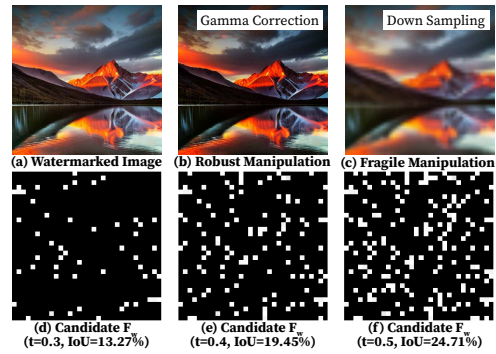 Gamma Correction
Down Sampling
(a) Watermarked Image
(b) Robust Manipulation
(c) Fragile Manipulation
(d) Candidate F_w
(t=0.3, IoU=13.27%)
(e) Candidate F_w
(t=0.4, IoU=19.45%)
(f) Candidate F_w
(t=0.5, IoU=24.71%)